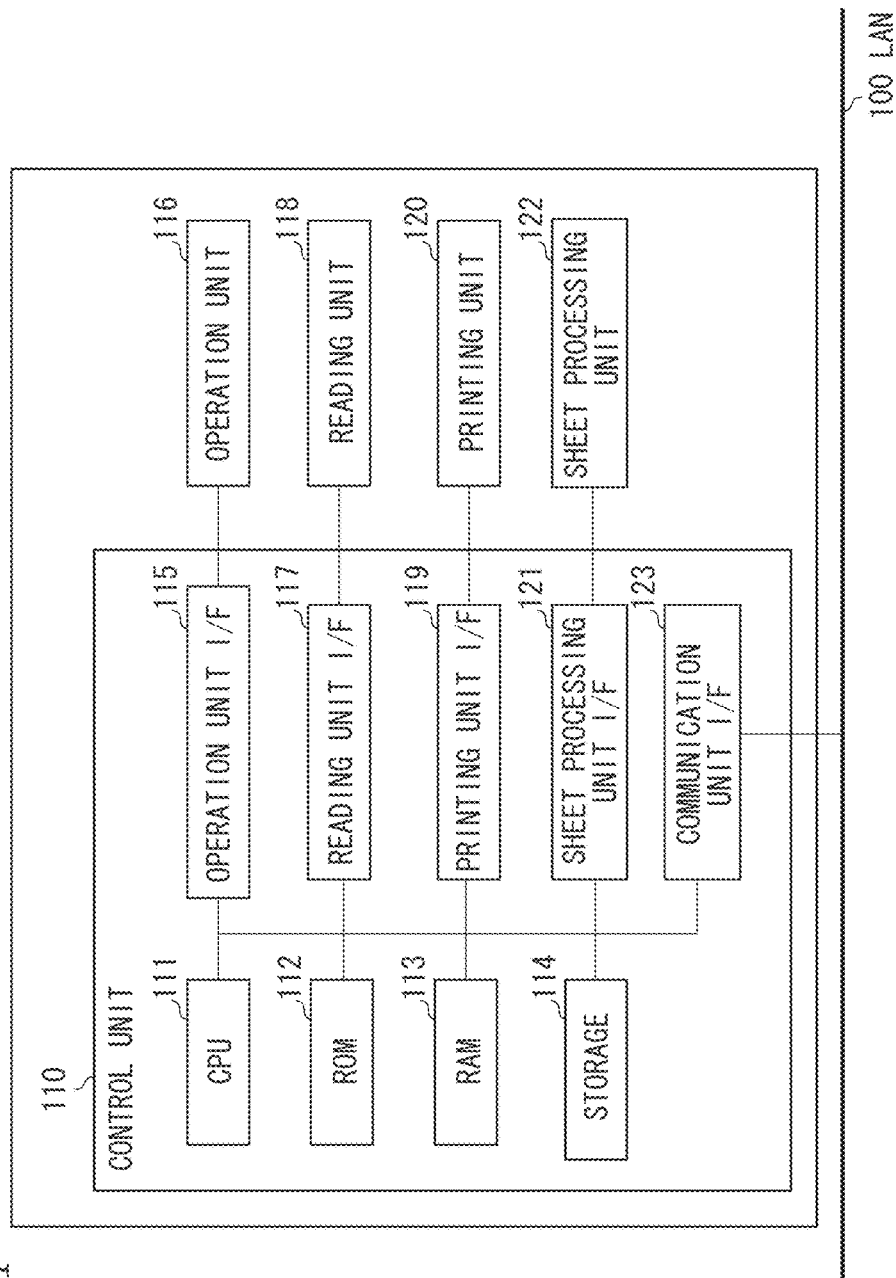 110
CONTROL UNIT
111
CPU
115
OPERATION UNIT I/F
116
OPERATION UNIT
112
ROM
117
READING UNIT I/F
118
READING UNIT
113
RAM
119
PRINTING UNIT I/F
120
PRINTING UNIT
114
STORAGE
121
SHEET PROCESSING
UNIT I/F
122
SHEET PROCESSING
UNIT
123
COMMUNICATION
UNIT I/F
100 LAN